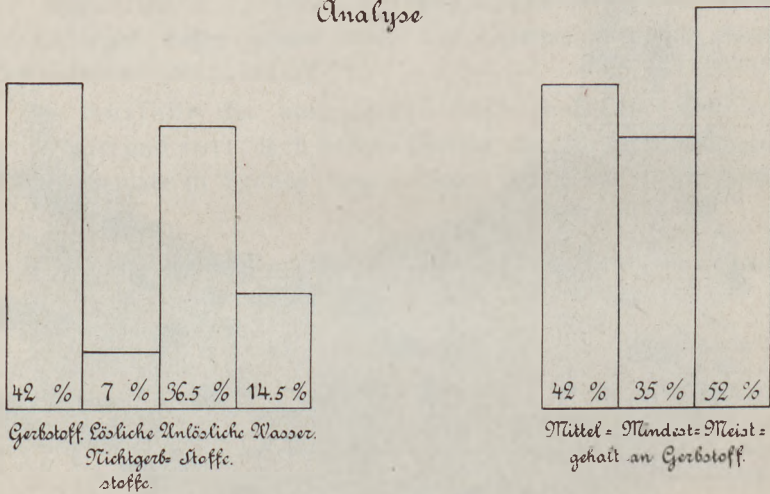 Analyse
42 % 7 % 36.5 % 14.5 %
Gerbstoff. Lösliche Unlösliche Wasser.
Nichtgerb= Stoffe.
stoffe.
42 % 35 % 52 %
Mittel= Mindest= Meist=
gehalt an Gerbstoff.